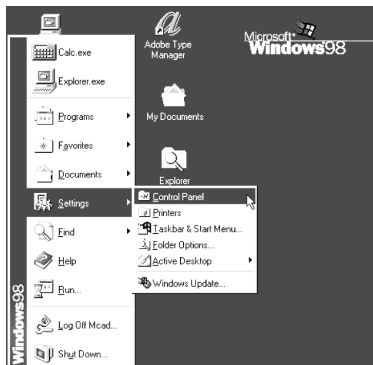 Adobe Type
Manager
Microsoft
Windows98
My Documents
Explorer
Calc.exe
Explorer.exe
Programs
Favorites
Documents
Settings
Find
Help
Run...
Log Off Mcad...
Shut Down...
Windows98
Control Panel
Printers
Taskbar & Start Menu...
Folder Options...
Active Desktop
Windows Update...